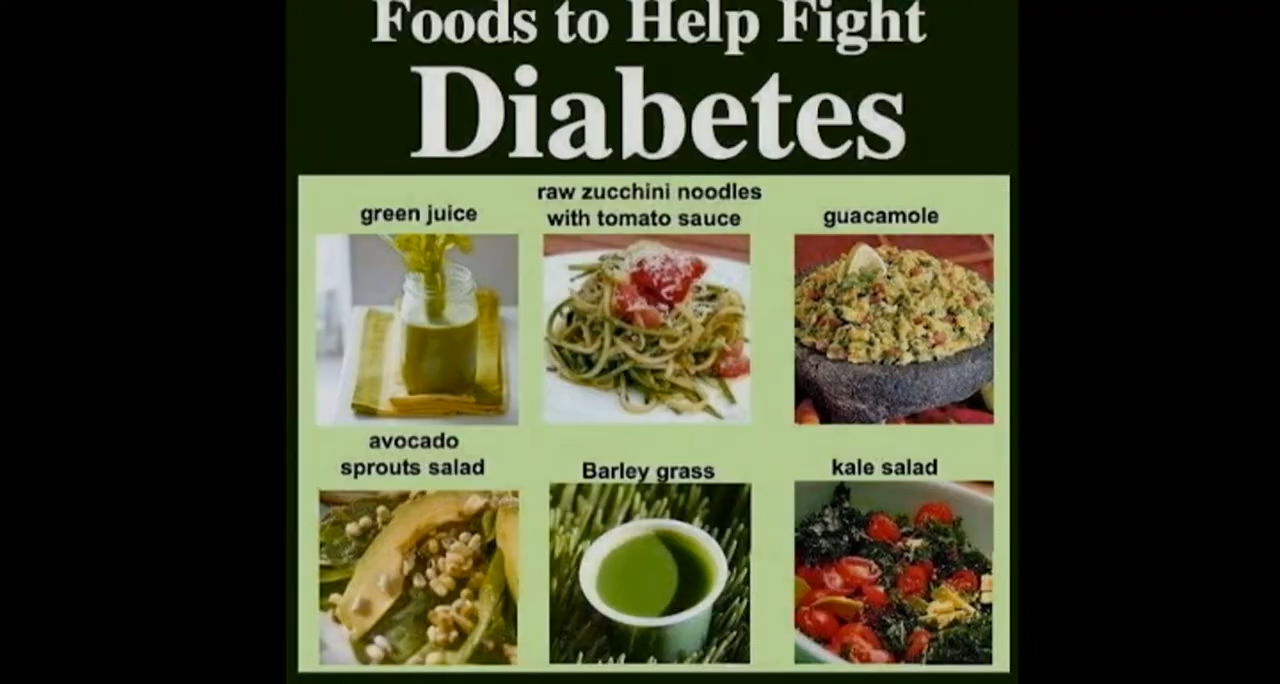 Foods to Help Fight
Diabetes
green juice
raw zucchini noodles
with tomato sauce
guacamole
avocado
sprouts salad
Barley grass
kale salad